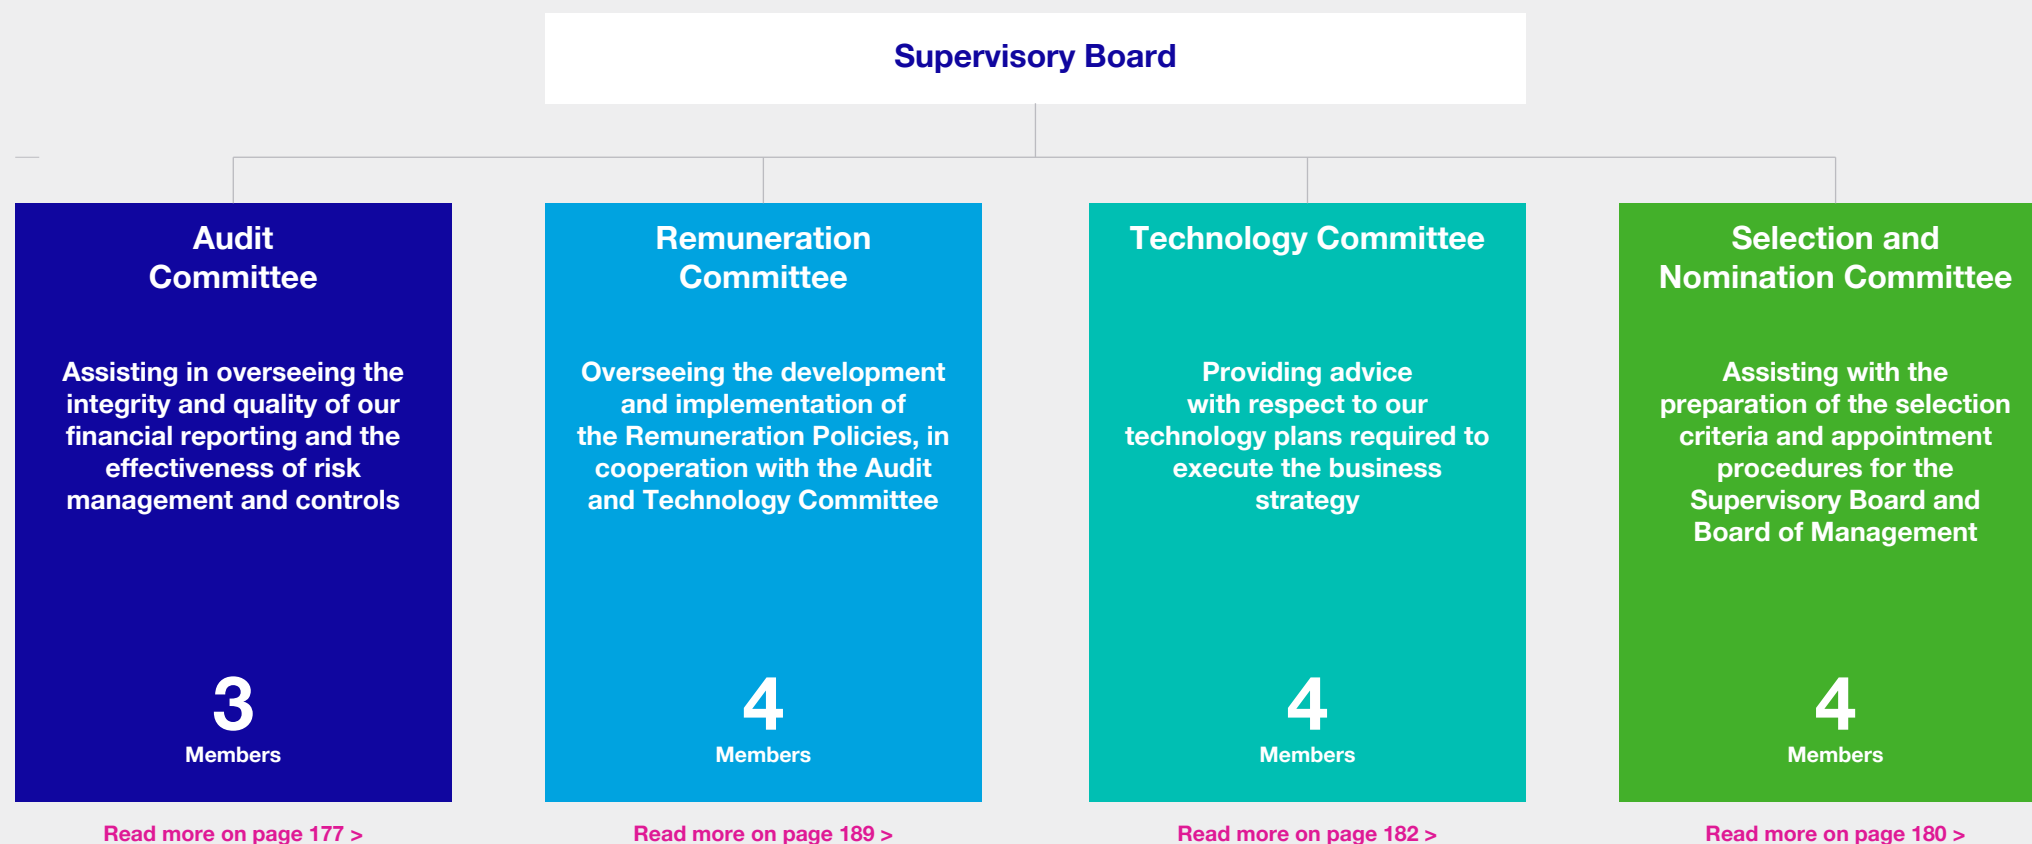 Supervisory Board
Audit
Committee
Assisting in overseeing the
integrity and quality of our
financial reporting and the
effectiveness of risk
management and controls
3
Members
Read more on page 177 >
Remuneration
Committee
Overseeing the development
and implementation of
the Remuneration Policies, in
cooperation with the Audit
and Technology Committee
4
Members
Read more on page 189 >
Technology Committee
Providing advice
with respect to our
technology plans required to
execute the business
strategy
4
Members
Read more on page 182 >
Selection and
Nomination Committee
Assisting with the
preparation of the selection
criteria and appointment
procedures for the
Supervisory Board and
Board of Management
4
Members
Read more on page 180 >